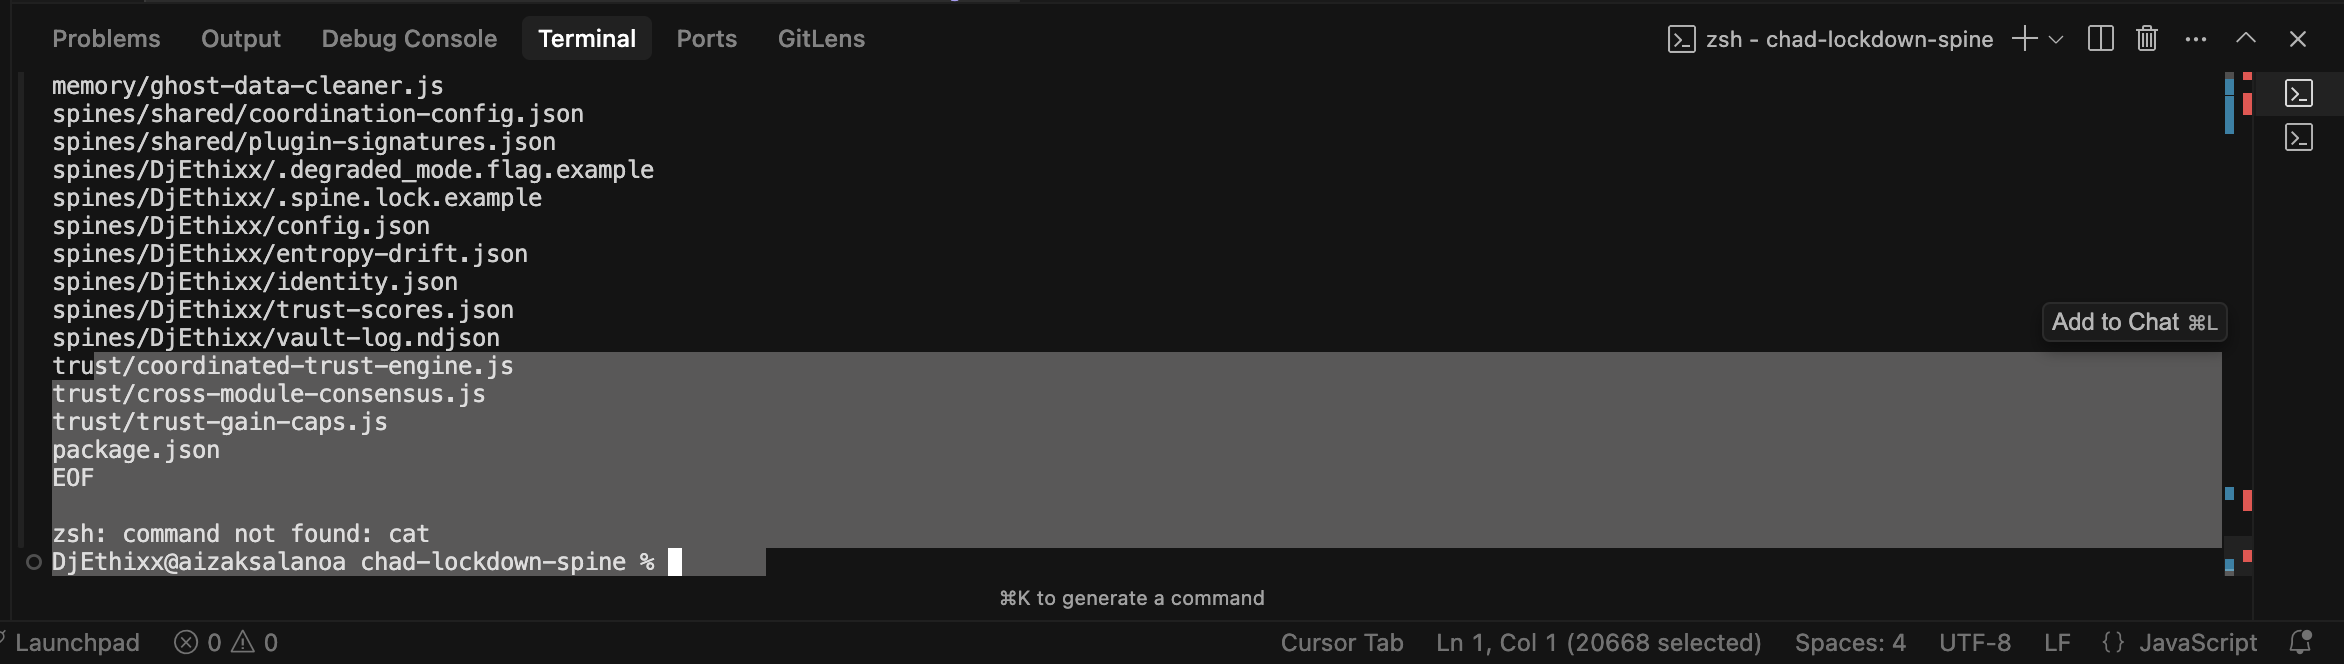 Problems Output Debug Console Terminal Ports GitLens zsh - chad-lockdown-spine
memory/ghost-data-cleaner.js
spines/shared/coordination-config.json
spines/shared/plugin-signatures.json
spines/DjEthixx/.degraded_mode.flag.example
spines/DjEthixx/.spine.lock.example
spines/DjEthixx/config.json
spines/DjEthixx/entropy-drift.json
spines/DjEthixx/identity.json
spines/DjEthixx/trust-scores.json
Add to Chat ⌘L
spines/DjEthixx/vault-log.ndjson
trust/coordinated-trust-engine.js
trust/cross-module-consensus.js
trust/trust-gain-caps.js
package.json
EOF
zsh: command not found: cat
DjEthixx@aizaksalanoa chad-lockdown-spine %
⌘K to generate a command
Launchpad 0 0 Cursor Tab Ln 1, Col 1 (20668 selected) Spaces: 4 UTF-8 LF {} JavaScript